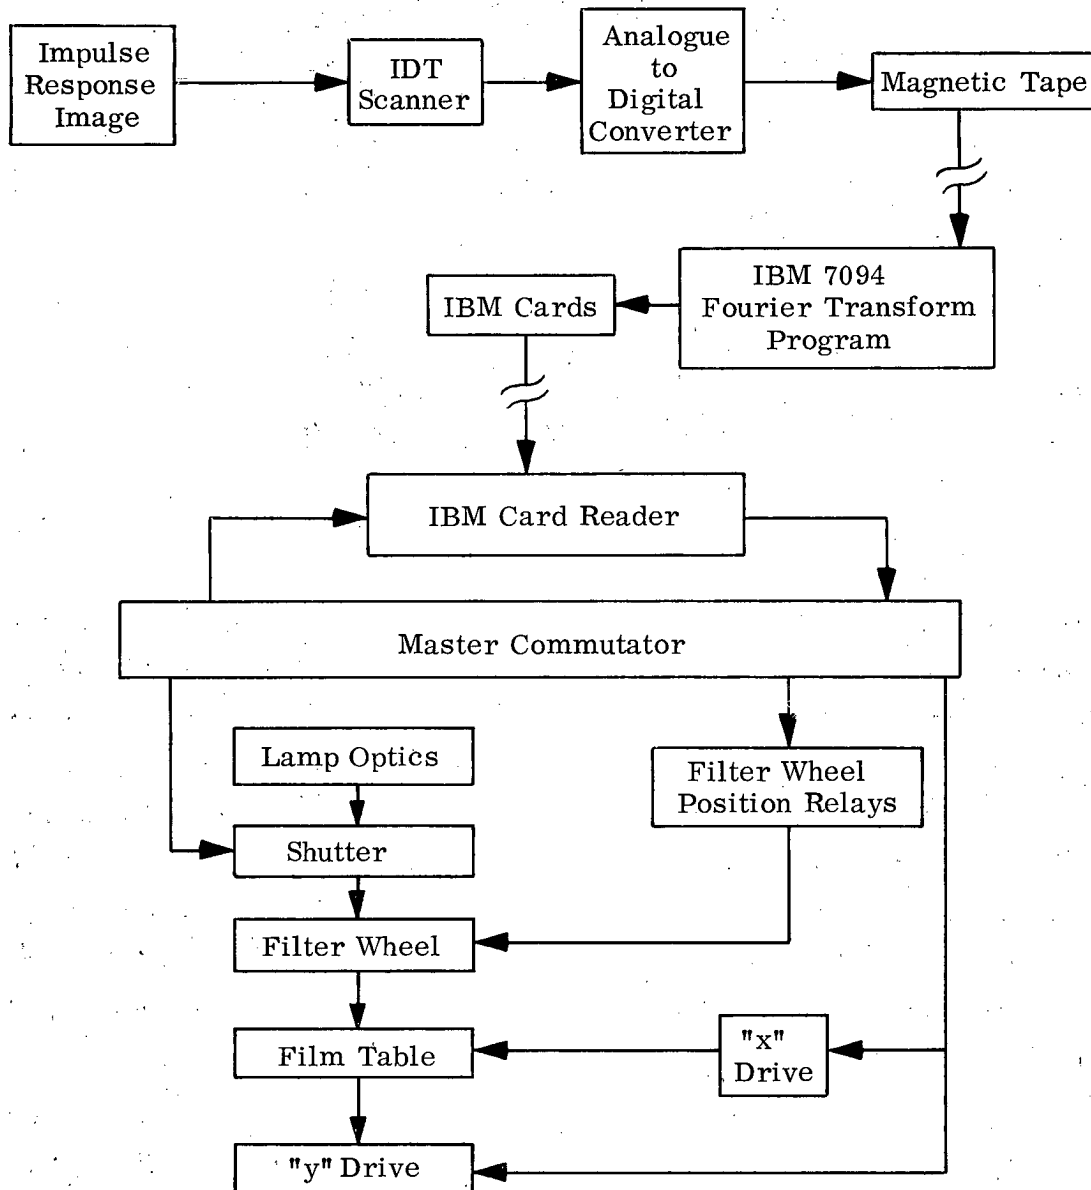 Impulse
Response
Image
IDT
Scanner
Analogue
to
Digital
Converter
Magnetic Tape
IBM 7094
Fourier Transform
Program
IBM Cards
IBM Card Reader
Master Commutator
Lamp Optics
Filter Wheel
Position Relays
Shutter
Filter Wheel
Film Table
"x"
Drive
"y" Drive